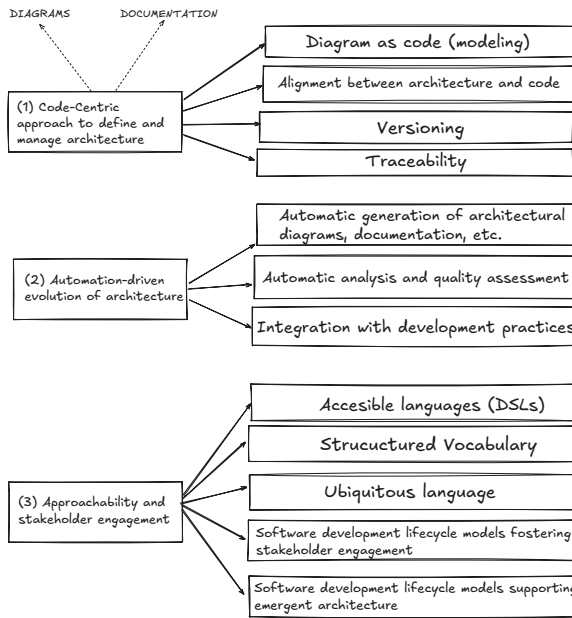 DIAGRAMS
DOCUMENTATION
Diagram as code (modeling)
Alignment between architecture and code
(1) Code-Centric
approach to define and
manage architecture
Versioning
Traceability
Automatic generation of architectural
diagrams, documentation, etc.
(2) Automation-driven
evolution of architecture
Automatic analysis and quality assessment
Integration with development practices
Accesible languages (DSLs)
Strucuctured Vocabulary
Ubiquitous language
(3) Approachability and
stakeholder engagement
Software development lifecycle models fostering
stakeholder engagement
Software development lifecycle models supporting
emergent architecture